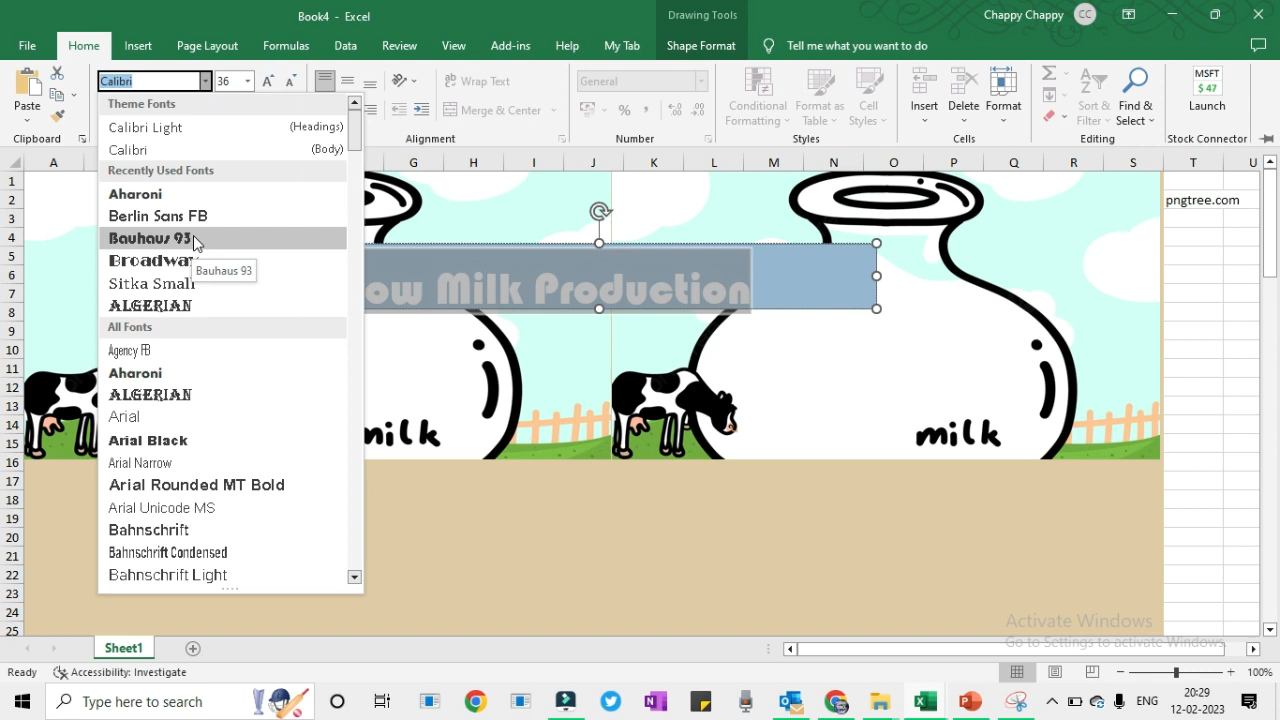 Book4 - Excel
Drawing Tools
Chappy Chappy CC
File Home Insert Page Layout Formulas Data Review View Add-ins Help My Tab Shape Format Tell me what you want to do
Calibri 36 Wrap Text General MSFT
$ 47
Paste Merge & Center Conditional Formatting Format as Table Cell Styles Insert Delete Format Sort & Filter Find & Select Launch
Clipboard Alignment Number Styles Cells Editing Stock Connector
Theme Fonts
Calibri Light (Headings)
Calibri (Body)
Recently Used Fonts
Aharoni
Berlin Sans FB
Bauhaus 93
Broadway
Bauhaus 93
Sitka Small
ALGERIAN
All Fonts
Agency FB
Aharoni
ALGERIAN
Arial
Arial Black
Arial Narrow
Arial Rounded MT Bold
Arial Unicode MS
Bahnschrift
Bahnschrift Condensed
Bahnschrift Light
A G H I J K L M N O P Q R S T U
1
2
3
4
5
6
7
8
9
10
11
12
13
14
15
16
17
18
19
20
21
22
23
24
25
pngtree.com
ow Milk Production
milk
milk
Activate Windows
Go to Settings to activate Windows.
Sheet1
Ready Accessibility: Investigate 100%
Type here to search
ENG 20:29
12-02-2023